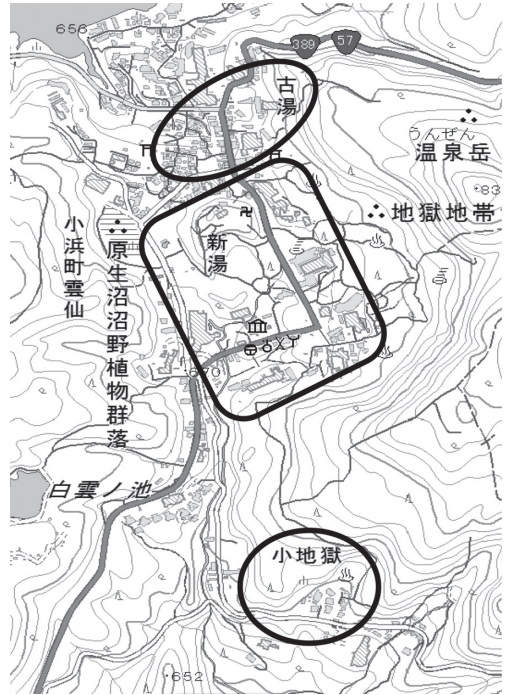 656
389
57
古湯
うんぜん
温泉岳
83
地獄地帯
新湯
小浜町雲仙
原生沼沼野植物群落
670
白雲ノ池
小地獄
652